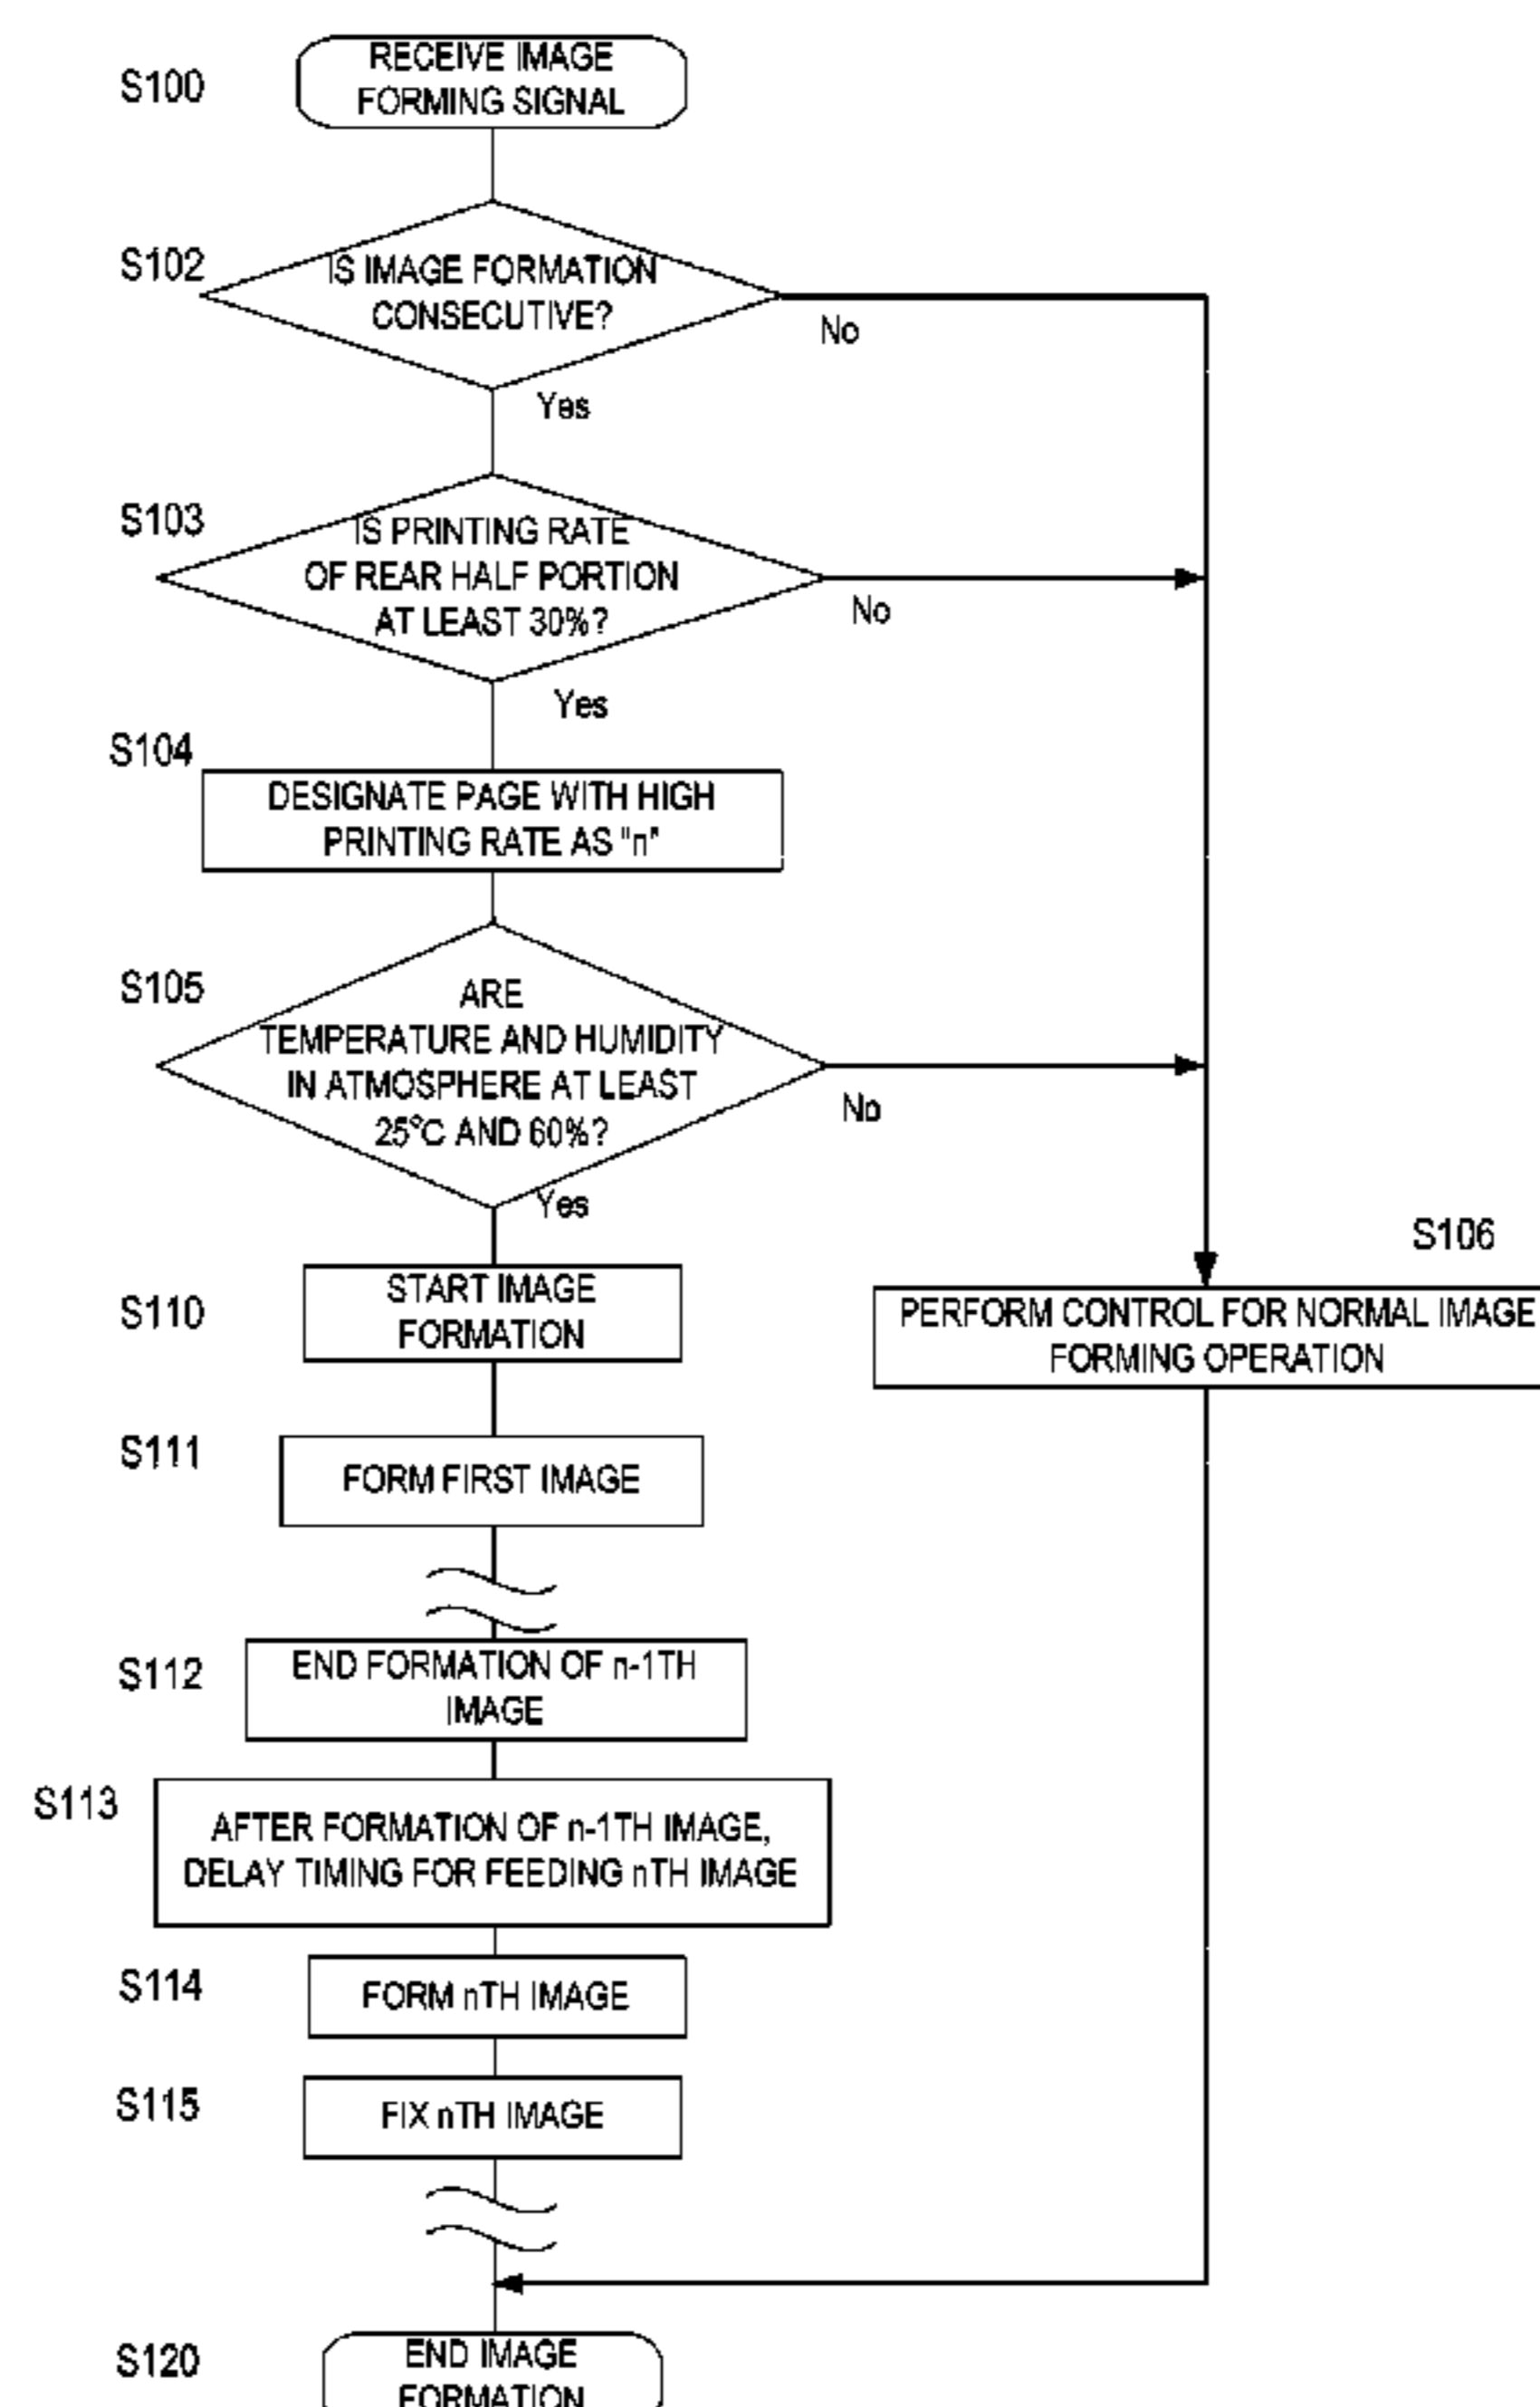 S100
RECEIVE IMAGE
FORMING SIGNAL
S102
IS IMAGE FORMATION
CONSECUTIVE?
No
Yes
S103
IS PRINTING RATE
OF REAR HALF PORTION
AT LEAST 30%?
No
Yes
S104
DESIGNATE PAGE WITH HIGH
PRINTING RATE AS "n"
S105
ARE
TEMPERATURE AND HUMIDITY
IN ATMOSPHERE AT LEAST
25°C AND 60%?
No
Yes
S106
PERFORM CONTROL FOR NORMAL IMAGE
FORMING OPERATION
S110
START IMAGE
FORMATION
S111
FORM FIRST IMAGE
S112
END FORMATION OF n-1TH
IMAGE
S113
AFTER FORMATION OF n-1TH IMAGE,
DELAY TIMING FOR FEEDING nTH IMAGE
S114
FORM nTH IMAGE
S115
FIX nTH IMAGE
S120
END IMAGE
FORMATION